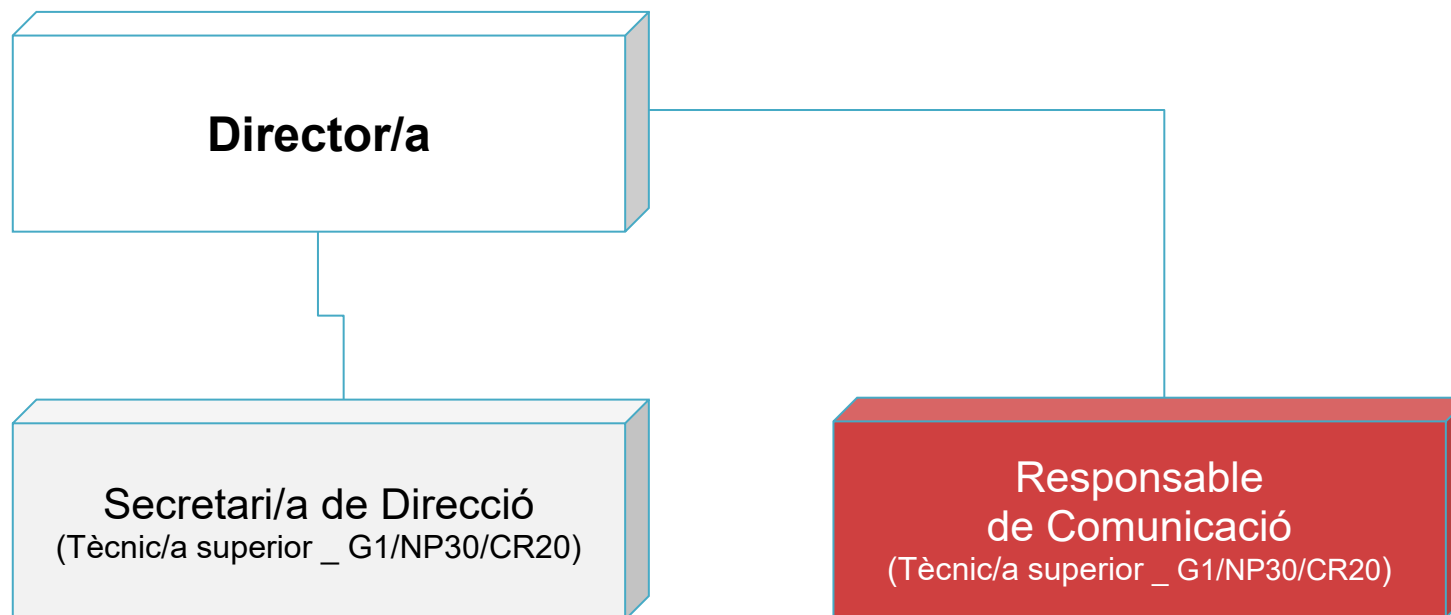 Director/a
Secretari/a de Direcció
(Tècnic/a superior _ G1/NP30/CR20)
Responsable
de Comunicació
(Tècnic/a superior _ G1/NP30/CR20)